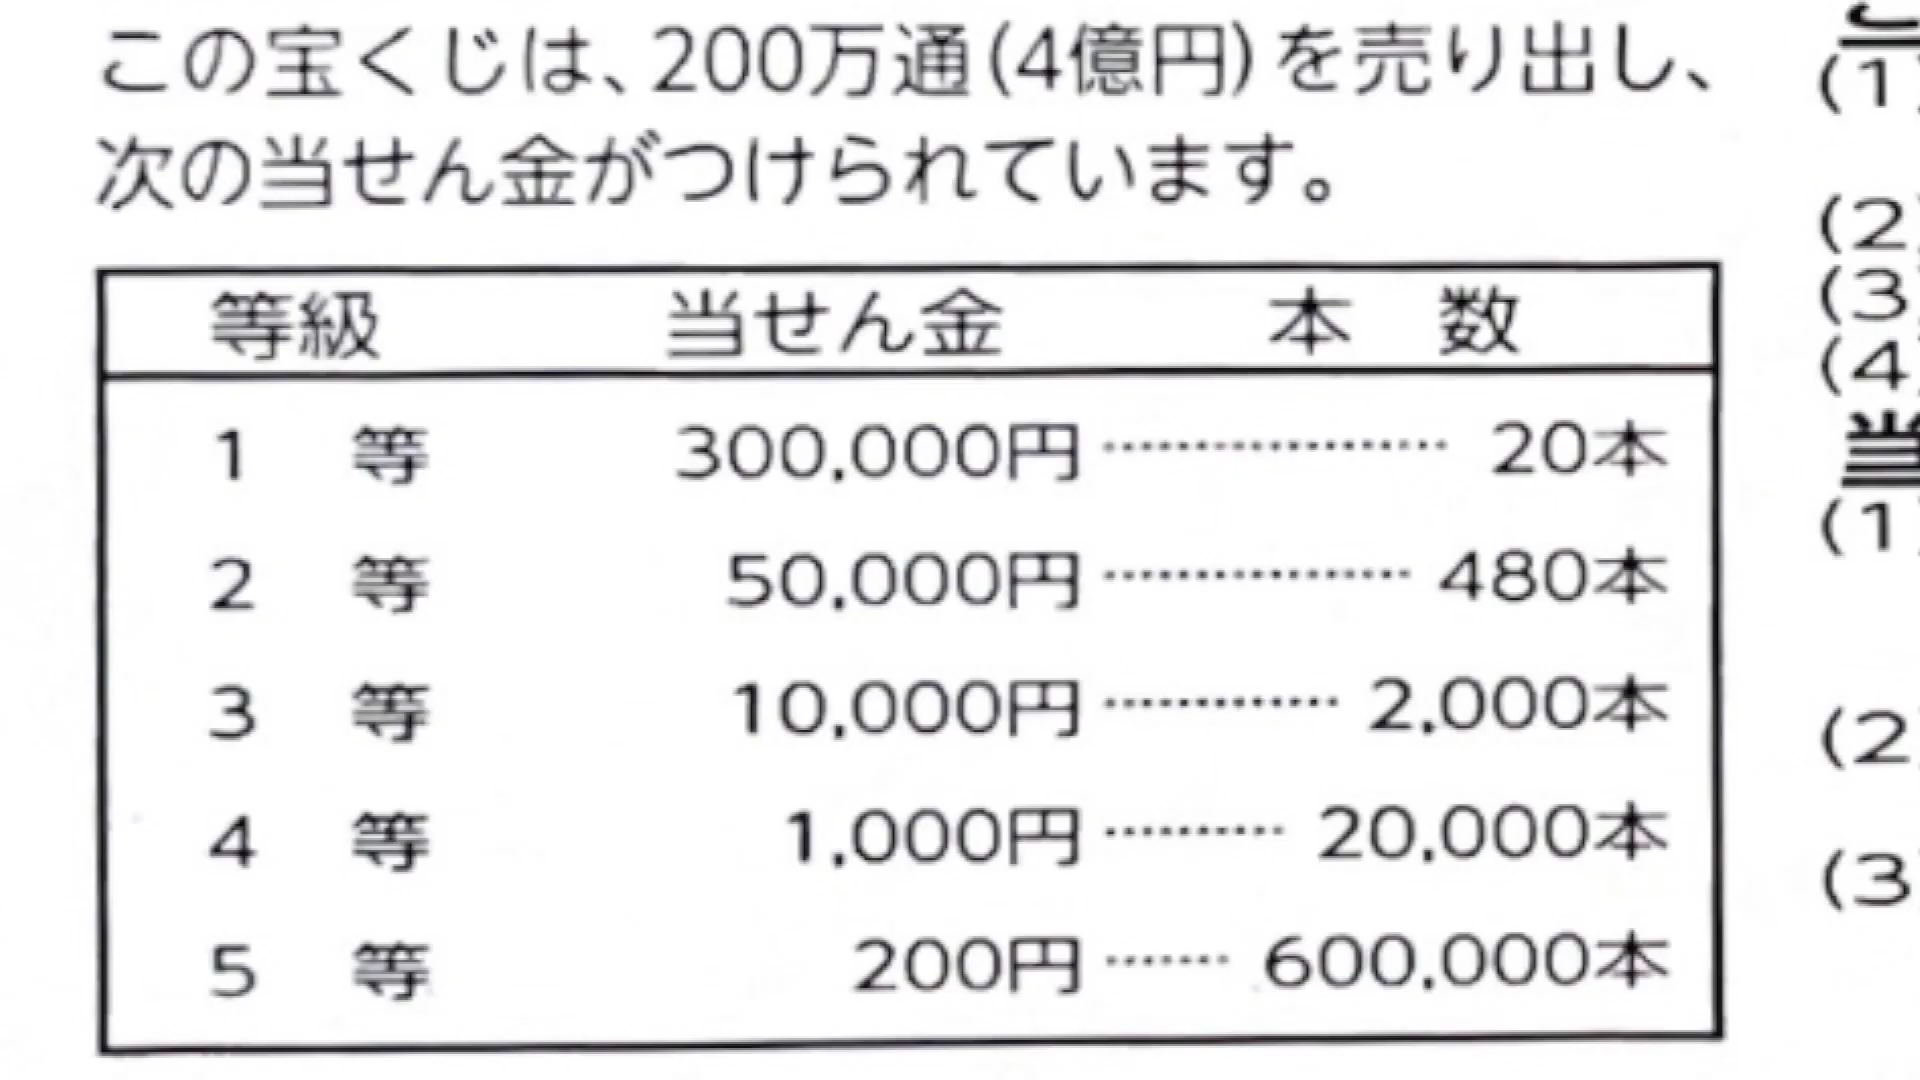 この宝くじは、200万通(4億円)を売り出し、
次の当せん金がつけられています。
等級 当せん金 本 数
1 等 300,000円 ………………… 20本
2 等 50,000円 ……………… 480本
3 等 10,000円 ………… 2,000本
4 等 1,000円 ……… 20,000本
5 等 200円 …… 600,000本
(1)
(2)
(3)
(4)
当
(1)
(2)
(3)